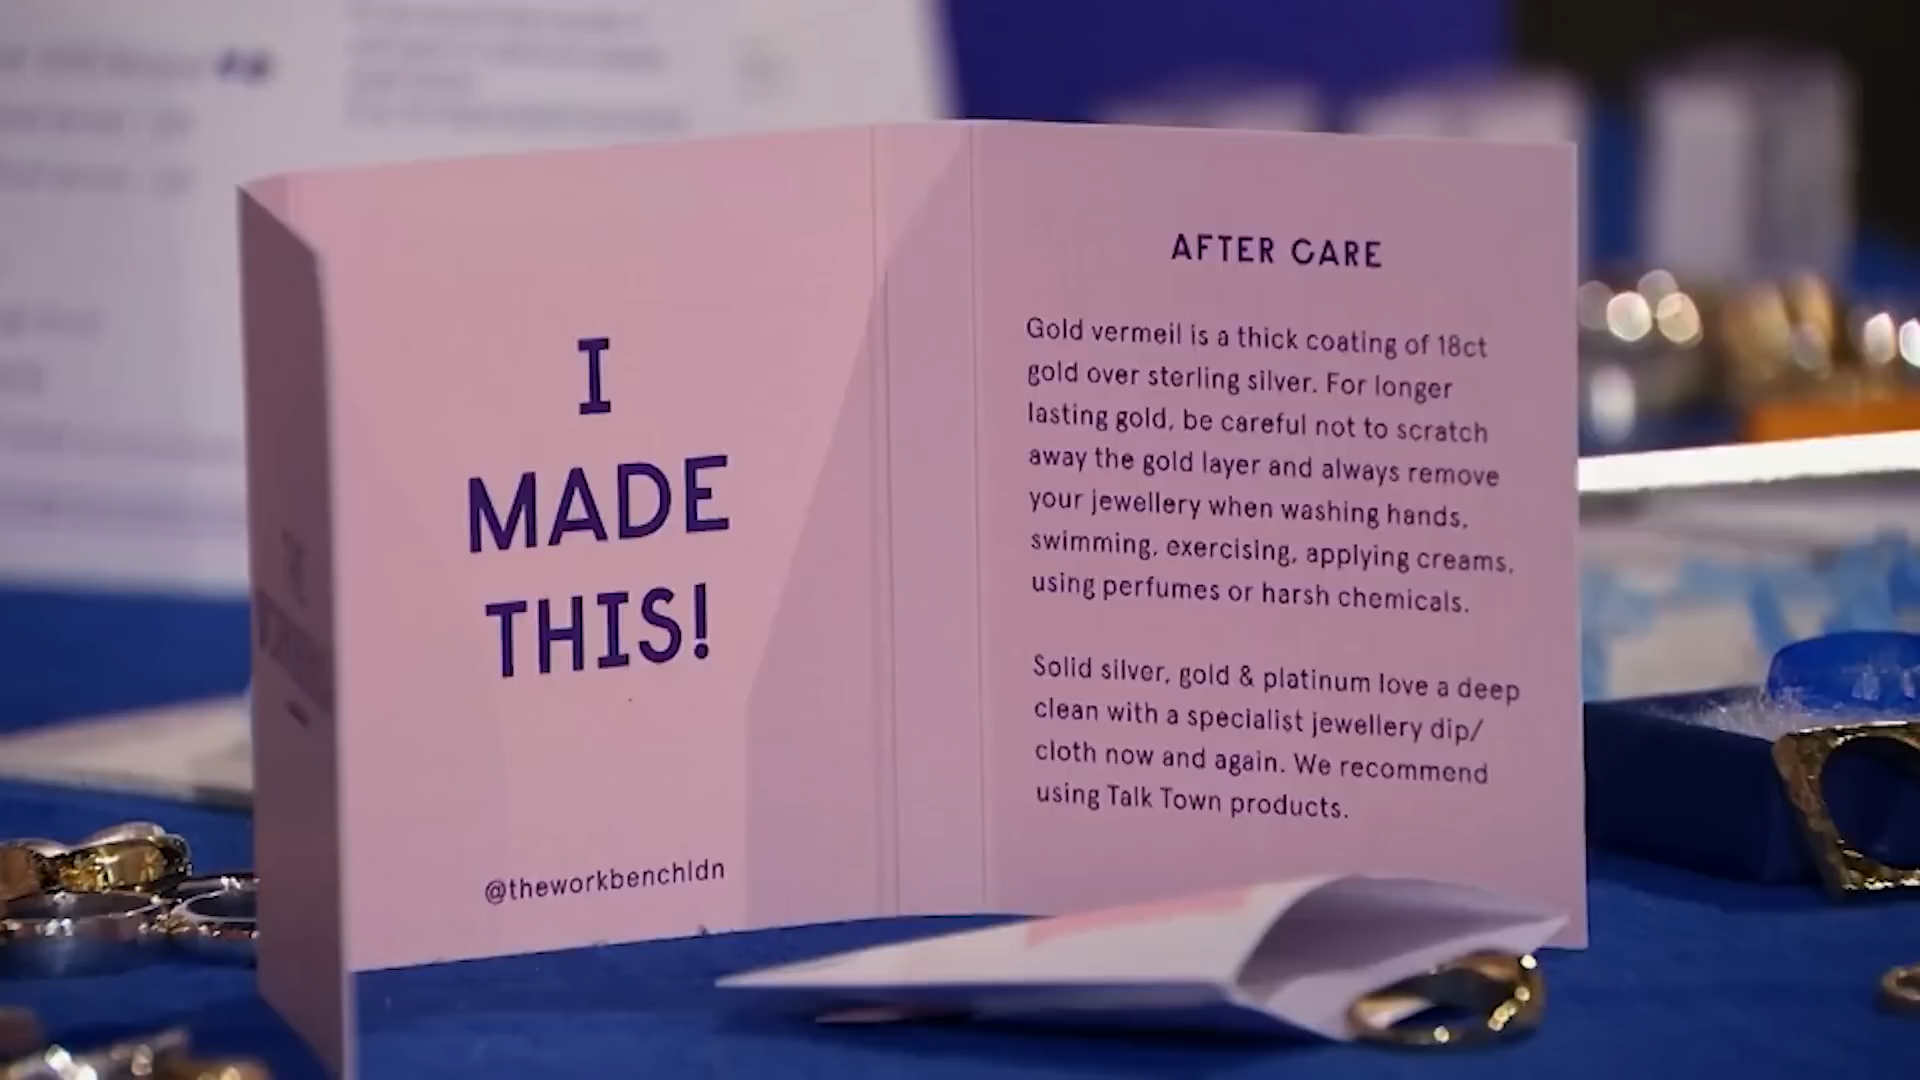 I
MADE
THIS!
@theworkbenchldn
AFTER CARE
Gold vermeil is a thick coating of 18ct
gold over sterling silver. For longer
lasting gold, be careful not to scratch
away the gold layer and always remove
your jewellery when washing hands,
swimming, exercising, applying creams,
using perfumes or harsh chemicals.
Solid silver, gold & platinum love a deep
clean with a specialist jewellery dip/
cloth now and again. We recommend
using Talk Town products.